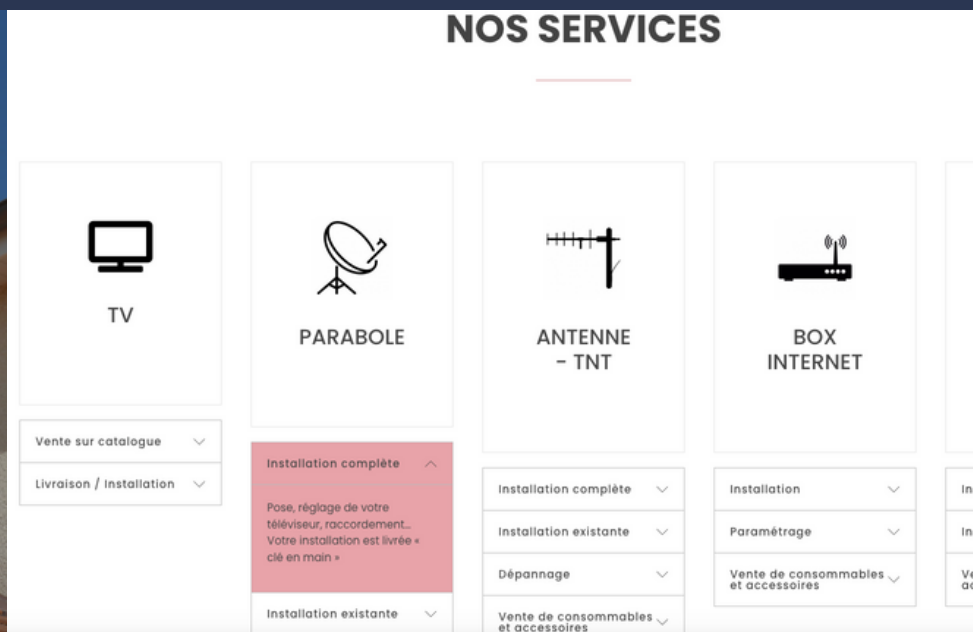 NOS SERVICES
TV
Vente sur catalogue
Livraison / Installation
PARABOLE
Installation complète
Pose, réglage de votre
téléviseur, raccordement...
Votre installation est livrée «
clé en main »
Installation existante
ANTENNE
- TNT
Installation complète
Installation existante
Dépannage
Vente de consommables
et accessoires
BOX
INTERNET
Installation
Paramétrage
Vente de consommables
et accessoires